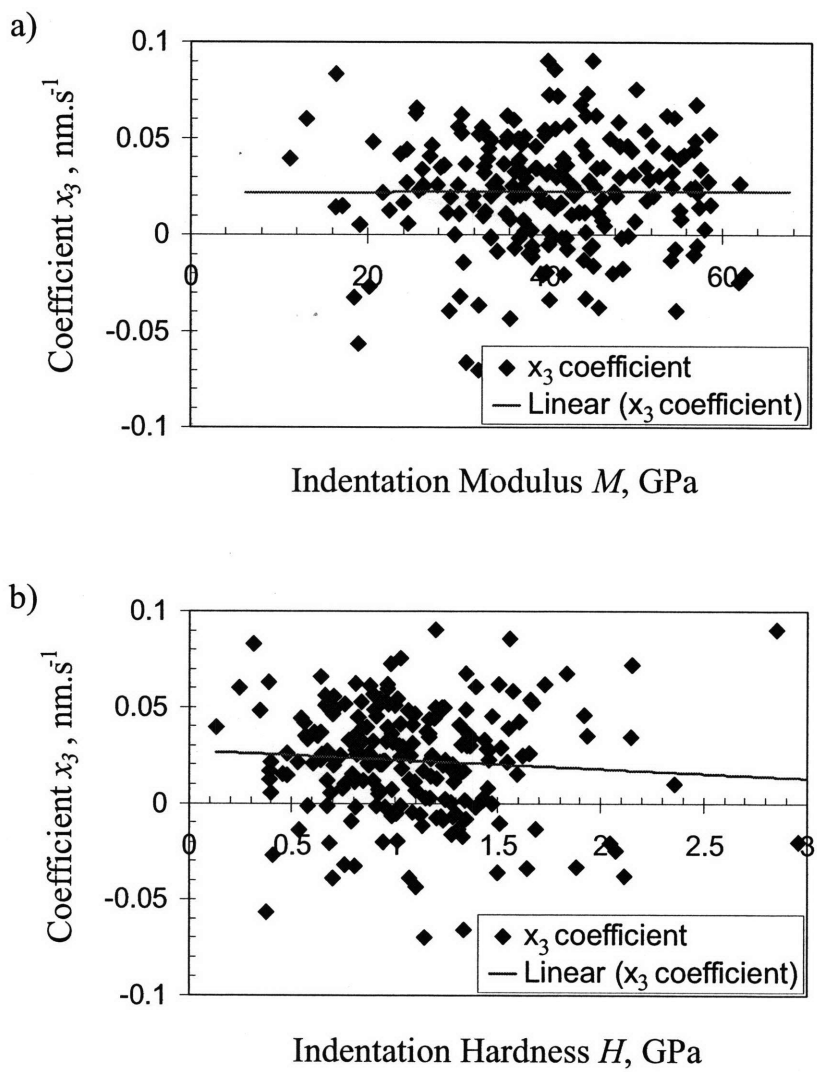 a)
0.1
0.05
0
-0.05
-0.1
0 20 40 60
Coefficient x₃, nm.s⁻¹
x₃ coefficient
Linear (x₃ coefficient)
Indentation Modulus M, GPa
b)
0.1
0.05
0
-0.05
-0.1
0 0.5 1 1.5 2 2.5 3
Coefficient x₃, nm.s⁻¹
x₃ coefficient
Linear (x₃ coefficient)
Indentation Hardness H, GPa